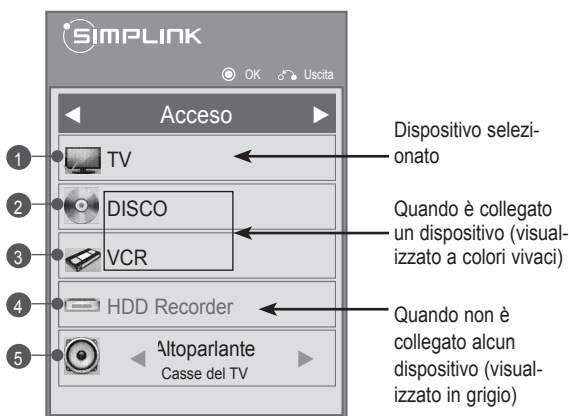 SIMPLINK
OK Uscita
Acceso
1 TV
2 DISCO
3 VCR
4 HDD Recorder
5 Altoparlante
Casse del TV
Dispositivo selezi-
onato
Quando è collegato
un dispositivo (visual-
izzato a colori vivaci)
Quando non è
collegato alcun
dispositivo (visual-
izzato in grigio)